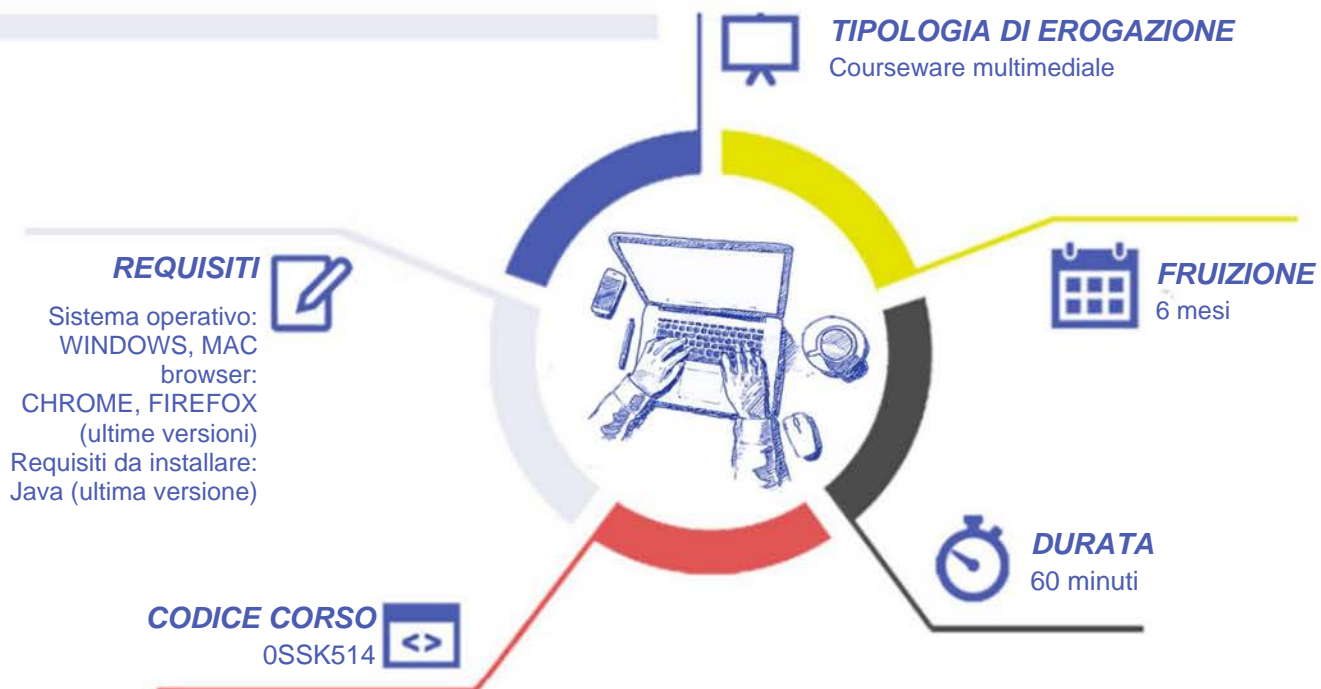 TIPOLOGIA DI EROGAZIONE
Courseware multimediale
REQUISITI
Sistema operativo:
WINDOWS, MAC
browser:
CHROME, FIREFOX
(ultime versioni)
Requisiti da installare:
Java (ultima versione)
FRUIZIONE
6 mesi
DURATA
60 minuti
CODICE CORSO
0SSK514